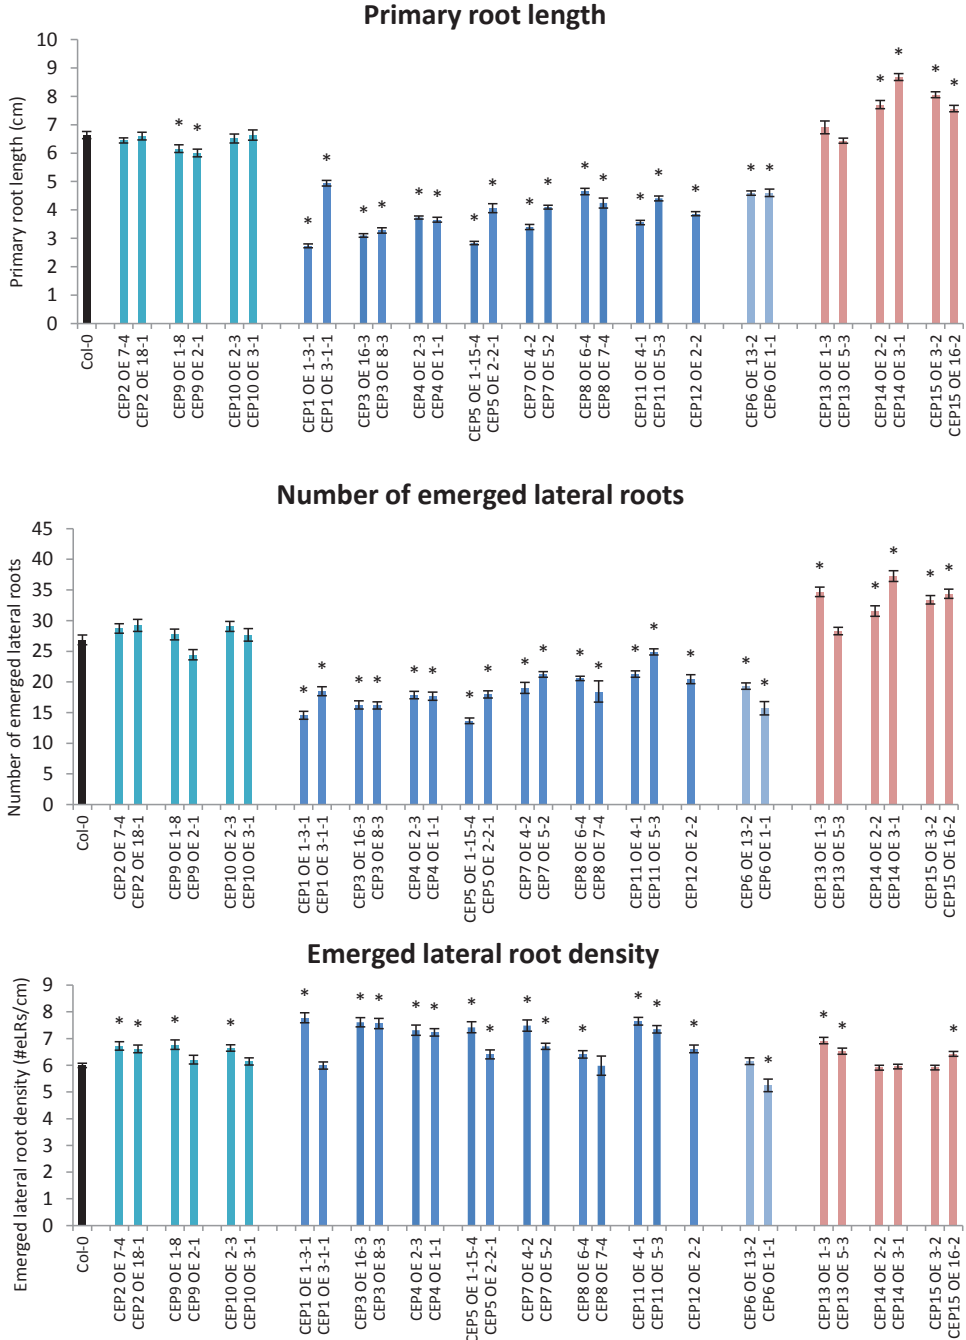 Primary root length
Primary root length (cm)
10
9
8
7
6
5
4
3
2
1
0
* * * * * * * * * * * * * * * * * * * * * * * *
Col-0
CEP2 OE 7-4
CEP2 OE 18-1
CEP9 OE 1-8
CEP9 OE 2-1
CEP10 OE 2-3
CEP10 OE 3-1
CEP1 OE 1-3-1
CEP1 OE 3-1-1
CEP3 OE 16-3
CEP3 OE 8-3
CEP4 OE 2-3
CEP4 OE 1-1
CEP5 OE 1-15-4
CEP5 OE 2-2-1
CEP7 OE 4-2
CEP7 OE 5-2
CEP8 OE 6-4
CEP8 OE 7-4
CEP11 OE 4-1
CEP11 OE 5-3
CEP12 OE 2-2
CEP6 OE 13-2
CEP6 OE 1-1
CEP13 OE 1-3
CEP13 OE 5-3
CEP14 OE 2-2
CEP14 OE 3-1
CEP15 OE 3-2
CEP15 OE 16-2
Number of emerged lateral roots
Number of emerged lateral roots
45
40
35
30
25
20
15
10
5
0
* * * * * * * * * * * * * * * * * * * * * *
Col-0
CEP2 OE 7-4
CEP2 OE 18-1
CEP9 OE 1-8
CEP9 OE 2-1
CEP10 OE 2-3
CEP10 OE 3-1
CEP1 OE 1-3-1
CEP1 OE 3-1-1
CEP3 OE 16-3
CEP3 OE 8-3
CEP4 OE 2-3
CEP4 OE 1-1
CEP5 OE 1-15-4
CEP5 OE 2-2-1
CEP7 OE 4-2
CEP7 OE 5-2
CEP8 OE 6-4
CEP8 OE 7-4
CEP11 OE 4-1
CEP11 OE 5-3
CEP12 OE 2-2
CEP6 OE 13-2
CEP6 OE 1-1
CEP13 OE 1-3
CEP13 OE 5-3
CEP14 OE 2-2
CEP14 OE 3-1
CEP15 OE 3-2
CEP15 OE 16-2
Emerged lateral root density
Emerged lateral root density (#eLRs/cm)
9
8
7
6
5
4
3
2
1
0
* * * * * * * * * * * * * * * * * * * * *
Col-0
CEP2 OE 7-4
CEP2 OE 18-1
CEP9 OE 1-8
CEP9 OE 2-1
CEP10 OE 2-3
CEP10 OE 3-1
CEP1 OE 1-3-1
CEP1 OE 3-1-1
CEP3 OE 16-3
CEP3 OE 8-3
CEP4 OE 2-3
CEP4 OE 1-1
CEP5 OE 1-15-4
CEP5 OE 2-2-1
CEP7 OE 4-2
CEP7 OE 5-2
CEP8 OE 6-4
CEP8 OE 7-4
CEP11 OE 4-1
CEP11 OE 5-3
CEP12 OE 2-2
CEP6 OE 13-2
CEP6 OE 1-1
CEP13 OE 1-3
CEP13 OE 5-3
CEP14 OE 2-2
CEP14 OE 3-1
CEP15 OE 3-2
CEP15 OE 16-2